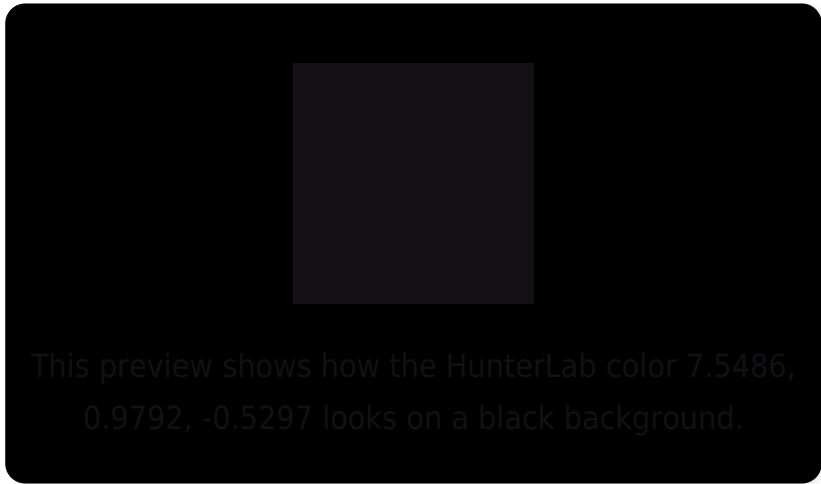 This preview shows how the HunterLab color 7.5486,
0.9792, -0.5297 looks on a black background.